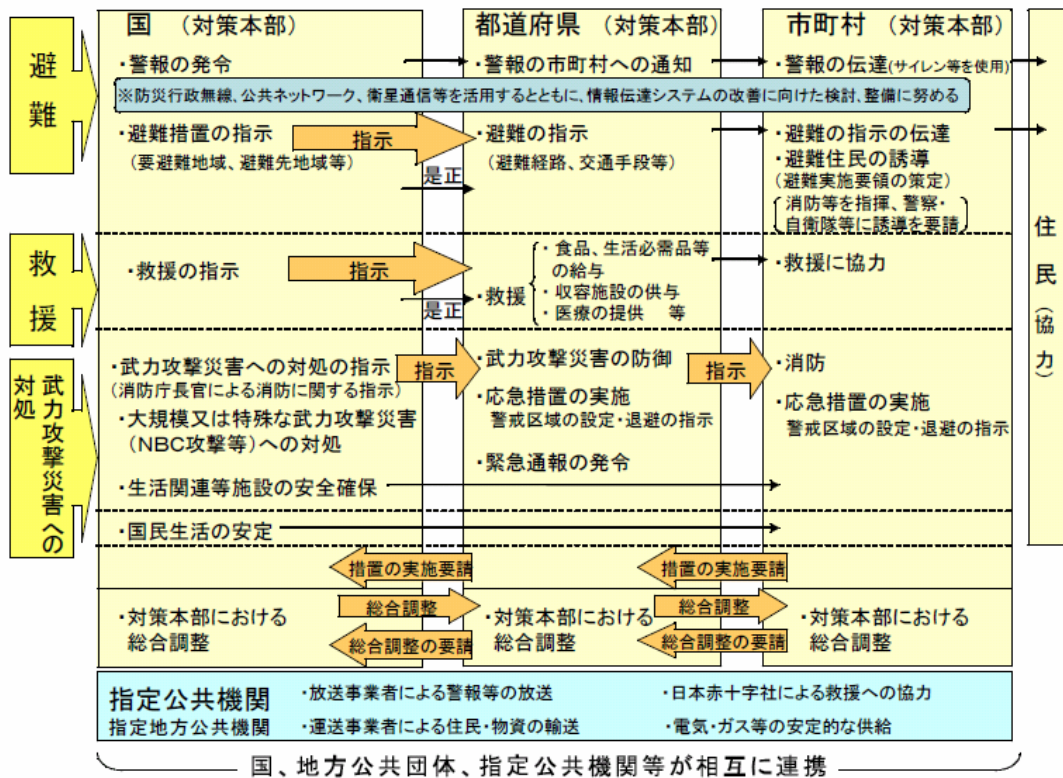 国 (対策本部)
都道府県 (対策本部)
市町村 (対策本部)
避難
・警報の発令
・警報の市町村への通知
・警報の伝達(サイレン等を使用)
※防災行政無線、公共ネットワーク、衛星通信等を活用するとともに、情報伝達システムの改善に向けた検討、整備に努める
・避難措置の指示
(要避難地域、避難先地域等)
指示
是正
・避難の指示
(避難経路、交通手段等)
・避難の指示の伝達
・避難住民の誘導
(避難実施要領の策定)
消防等を指揮、警察・
自衛隊等に誘導を要請
救援
・救援の指示
指示
是正
・救援
・食品、生活必需品等
の給与
・収容施設の供与
・医療の提供 等
・救援に協力
住民(協力)
武力攻撃災害への
対処
・武力攻撃災害への対処の指示
(消防庁長官による消防に関する指示)
・大規模又は特殊な武力攻撃災害
(NBC攻撃等)への対処
指示
・武力攻撃災害の防御
・応急措置の実施
警戒区域の設定・退避の指示
・緊急通報の発令
指示
・消防
・応急措置の実施
警戒区域の設定・退避の指示
・生活関連等施設の安全確保
・国民生活の安定
措置の実施要請
措置の実施要請
・対策本部における
総合調整
総合調整
総合調整の要請
・対策本部における
総合調整
総合調整
総合調整の要請
・対策本部における
総合調整
指定公共機関
指定地方公共機関
・放送事業者による警報等の放送
・日本赤十字社による救援への協力
・運送事業者による住民・物資の輸送
・電気・ガス等の安定的な供給
国、地方公共団体、指定公共機関等が相互に連携